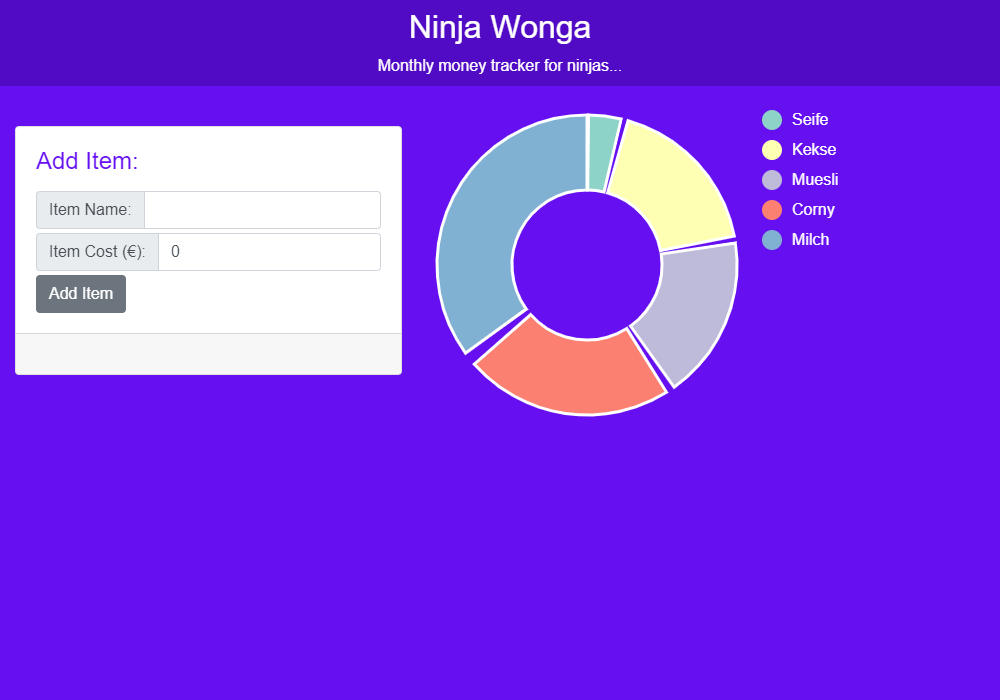 Ninja Wonga
Monthly money tracker for ninjas...
Add Item:
Item Name:
Item Cost (€): 0
Add Item
Seife
Kekse
Muesli
Corny
Milch